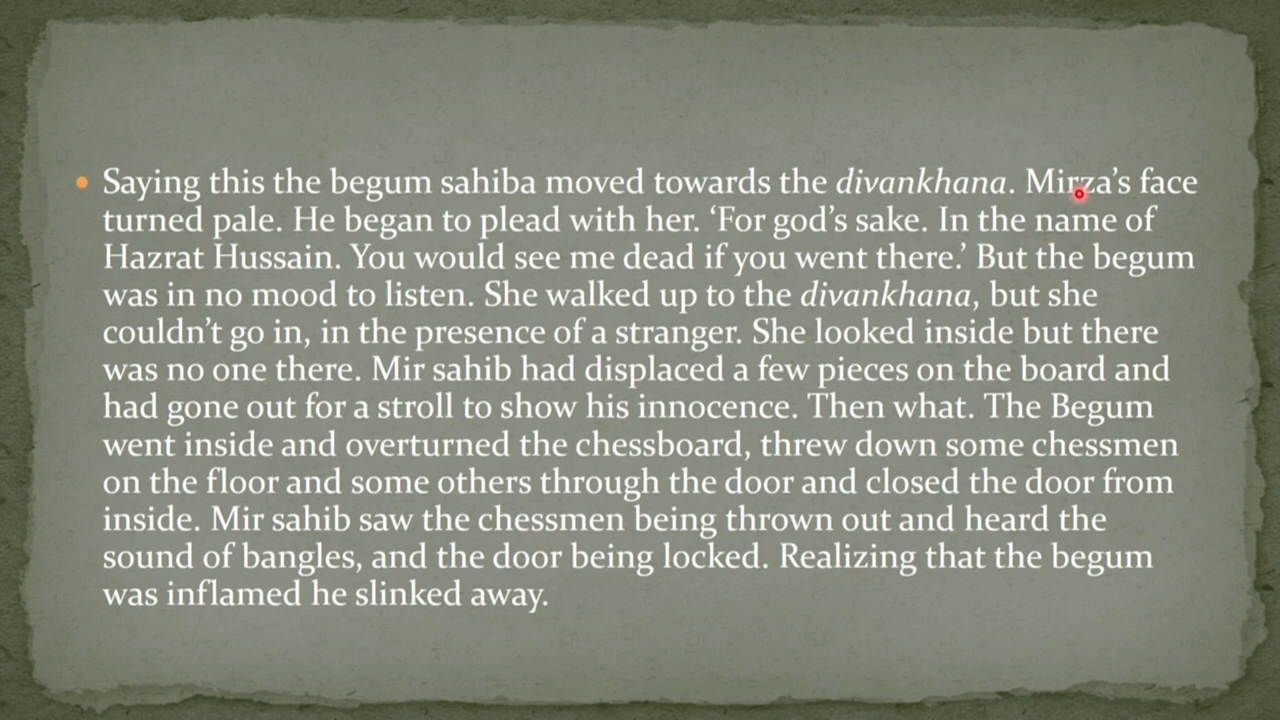 Saying this the begum sahiba moved towards the divankhana. Mirza’s face
turned pale. He began to plead with her. ‘For god’s sake. In the name of
Hazrat Hussain. You would see me dead if you went there.’ But the begum
was in no mood to listen. She walked up to the divankhana, but she
couldn’t go in, in the presence of a stranger. She looked inside but there
was no one there. Mir sahib had displaced a few pieces on the board and
had gone out for a stroll to show his innocence. Then what. The Begum
went inside and overturned the chessboard, threw down some chessmen
on the floor and some others through the door and closed the door from
inside. Mir sahib saw the chessmen being thrown out and heard the
sound of bangles, and the door being locked. Realizing that the begum
was inflamed he slinked away.